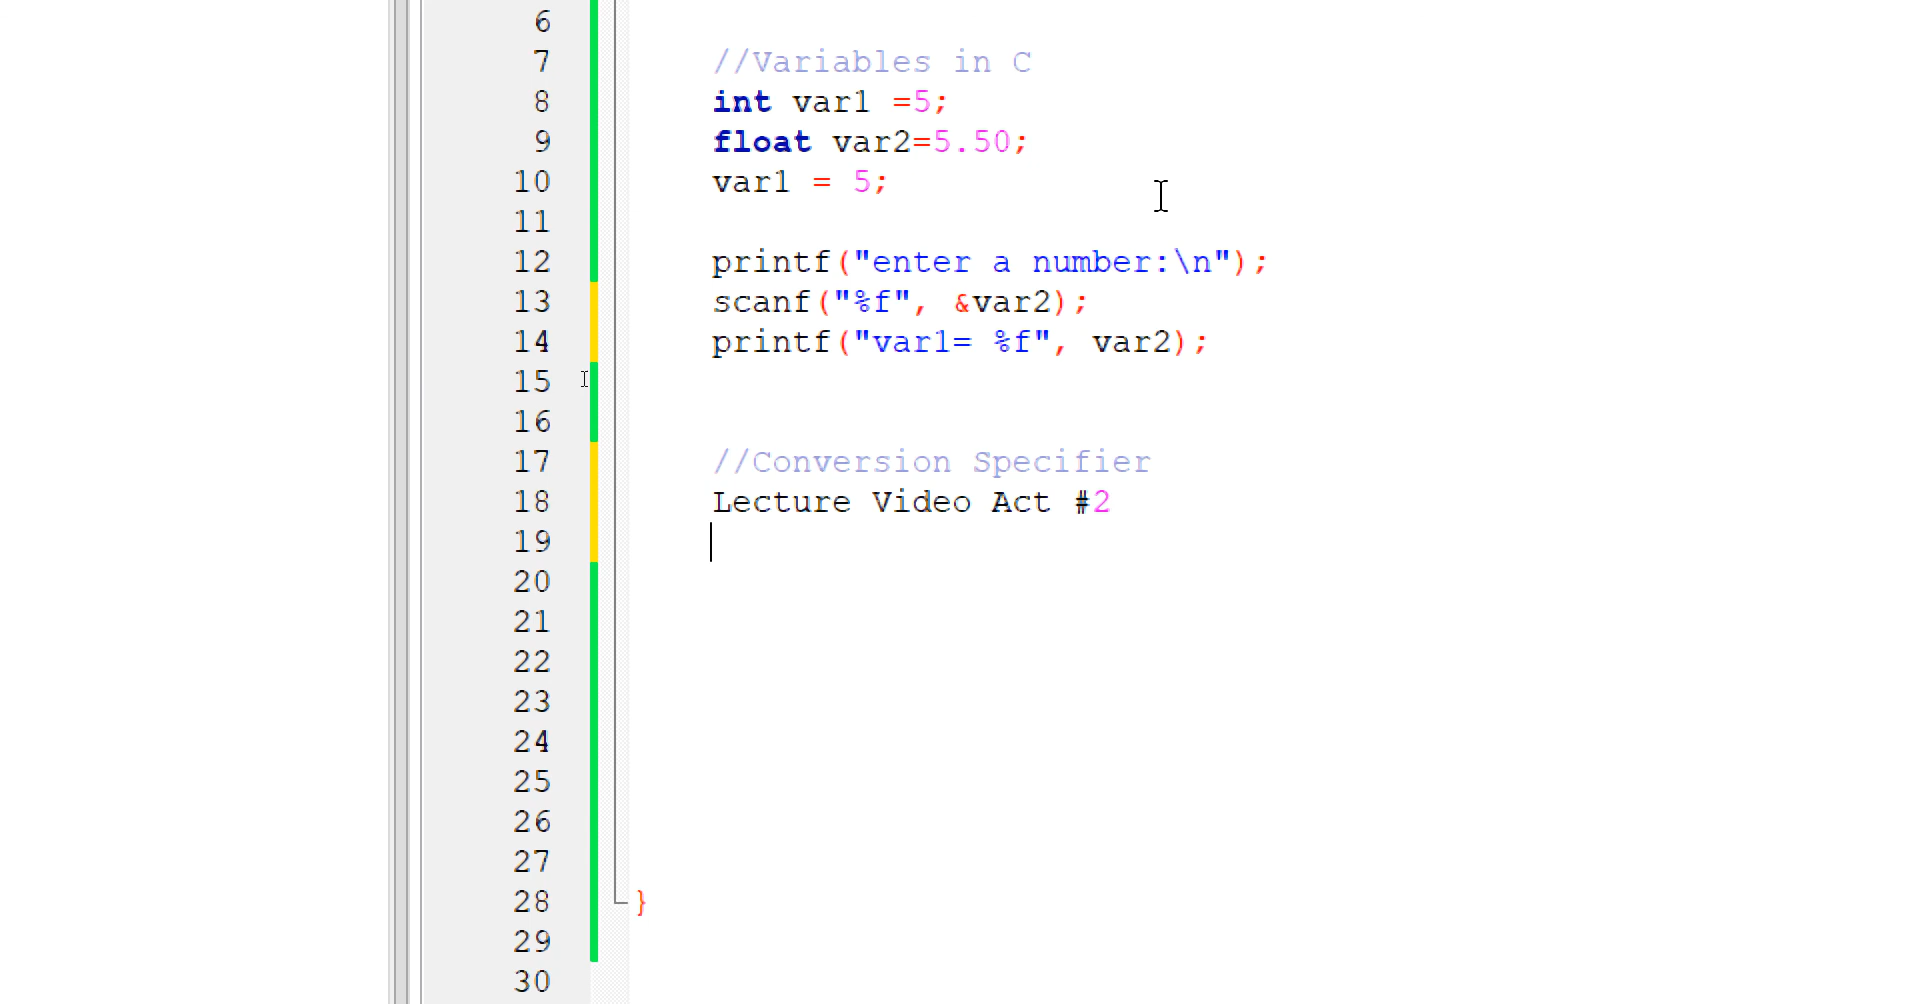 6
7 //Variables in C
8 int var1 =5;
9 float var2=5.50;
10 var1 = 5;
11
12 printf("enter a number:\n");
13 scanf("%f", &var2);
14 printf("var1= %f", var2);
15
16
17 //Conversion Specifier
18 Lecture Video Act #2
19
20
21
22
23
24
25
26
27
28 }
29
30